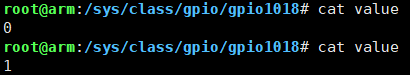 root@arm:/sys/class/gpio/gpio1018# cat value
0
root@arm:/sys/class/gpio/gpio1018# cat value
1